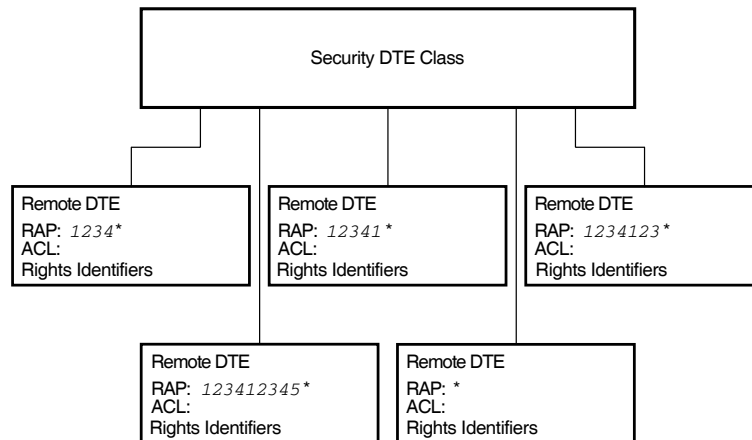 Security DTE Class
Remote DTE
RAP: 1234*
ACL:
Rights Identifiers
Remote DTE
RAP: 12341*
ACL:
Rights Identifiers
Remote DTE
RAP: 1234123*
ACL:
Rights Identifiers
Remote DTE
RAP: 123412345*
ACL:
Rights Identifiers
Remote DTE
RAP: *
ACL:
Rights Identifiers